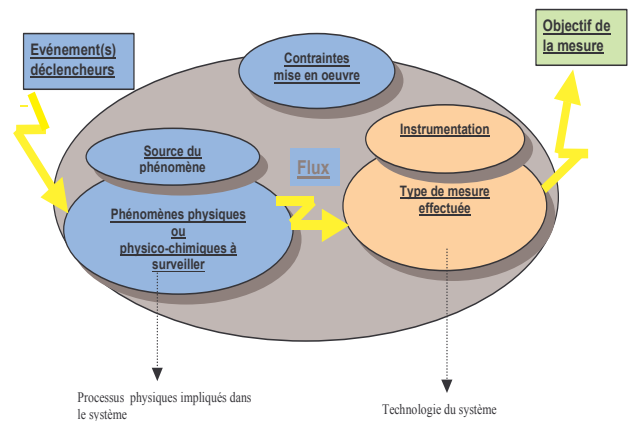 Evénement(s)
déclencheurs
Objectif de
la mesure
Contraintes
mise en oeuvre
Instrumentation
Source du
phénomène
Flux
Type de mesure
effectuée
Phénomènes physiques
ou
physico-chimiques à
surveiller
Processus physiques impliqués dans
le système
Technologie du système